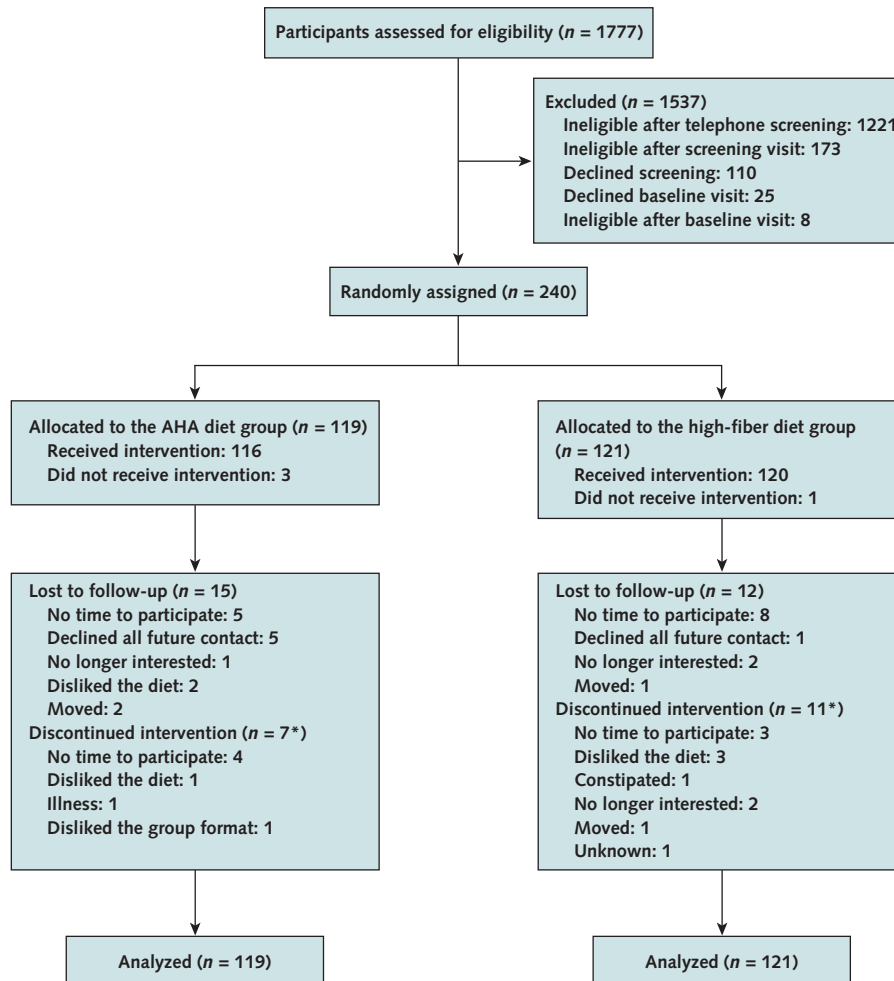 Participants assessed for eligibility (n = 1777)
Excluded (n = 1537)
Ineligible after telephone screening: 1221
Ineligible after screening visit: 173
Declined screening: 110
Declined baseline visit: 25
Ineligible after baseline visit: 8
Randomly assigned (n = 240)
Allocated to the AHA diet group (n = 119)
Received intervention: 116
Did not receive intervention: 3
Allocated to the high-fiber diet group
(n = 121)
Received intervention: 120
Did not receive intervention: 1
Lost to follow-up (n = 15)
No time to participate: 5
Declined all future contact: 5
No longer interested: 1
Disliked the diet: 2
Moved: 2
Discontinued intervention (n = 7*)
No time to participate: 4
Disliked the diet: 1
Illness: 1
Disliked the group format: 1
Lost to follow-up (n = 12)
No time to participate: 8
Declined all future contact: 1
No longer interested: 2
Moved: 1
Discontinued intervention (n = 11*)
No time to participate: 3
Disliked the diet: 3
Constipated: 1
No longer interested: 2
Moved: 1
Unknown: 1
Analyzed (n = 119)
Analyzed (n = 121)